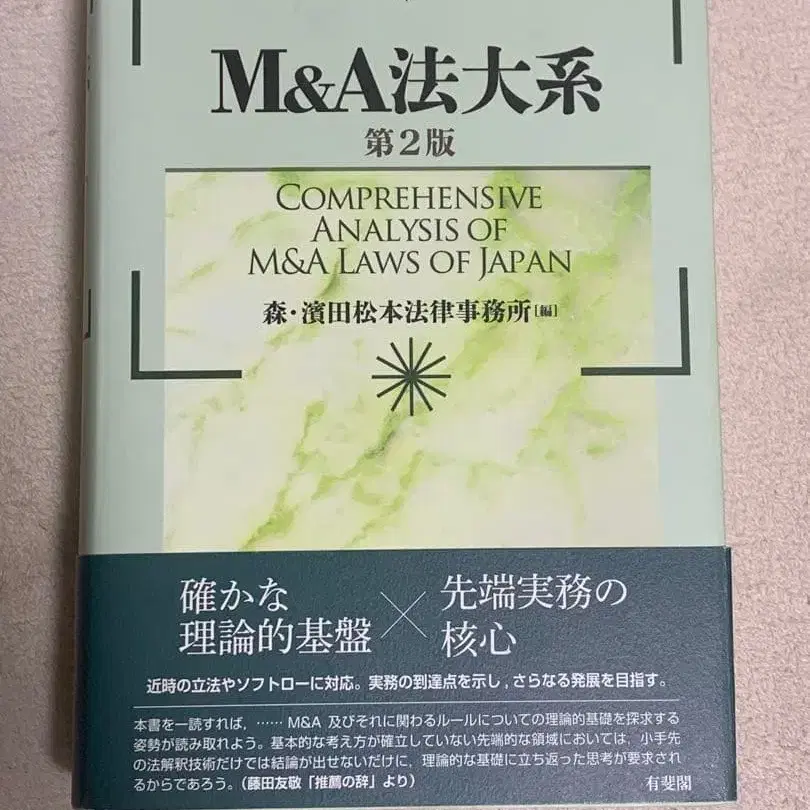 M&A法大系
第2版
COMPREHENSIVE
ANALYSIS OF
M&A LAWS OF JAPAN
森・濱田松本法律事務所[編]
確かな
理論的基盤
×
先端実務の
核心
近時の立法やソフトローに対応。実務の到達点を示し,さらなる発展を目指す。
本書を一読すれば,…… M&A 及びそれに関わるルールについての理論的基礎を探求する
姿勢が読み取れよう。基本的な考え方が確立していない先端的な領域においては,小手先
の法解釈技術だけでは結論が出せないだけに,理論的な基礎に立ち返った思考が要求され
るからであろう。(藤田友敬「推薦の辞」より)
有斐閣